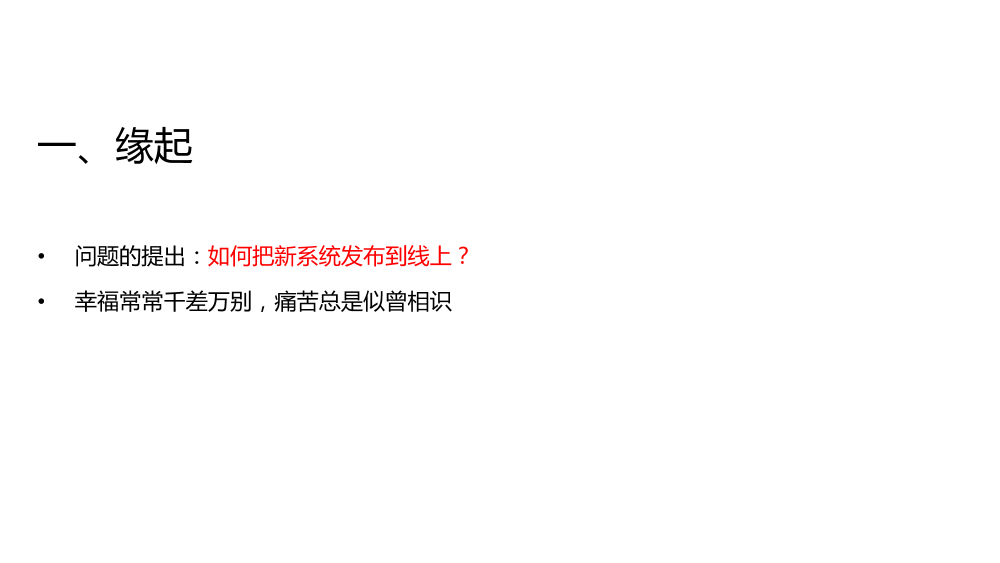 一、缘起
• 问题的提出：如何把新系统发布到线上？
• 幸福常常千差万别，痛苦总是似曾相识